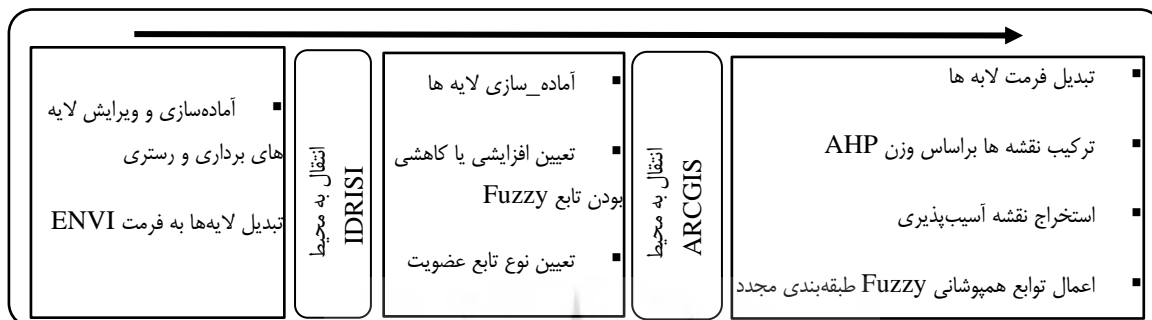 ▪ آماده‌سازی و ویرایش لایه
های برداری و رستری
تبدیل لایه‌ها به فرمت ENVI
انتقال به محیط
IDRISI
▪ آماده_سازی لایه ها
▪ تعیین افزایشی یا کاهشی
بودن تابع Fuzzy
▪ تعیین نوع تابع عضویت
انتقال به محیط
ARCGIS
▪ تبدیل فرمت لابه ها
▪ ترکیب نقشه ها براساس وزن AHP
▪ استخراج نقشه آسیب‌پذیری
▪ اعمال توابع همپوشانی Fuzzy طبقه‌بندی مجدد